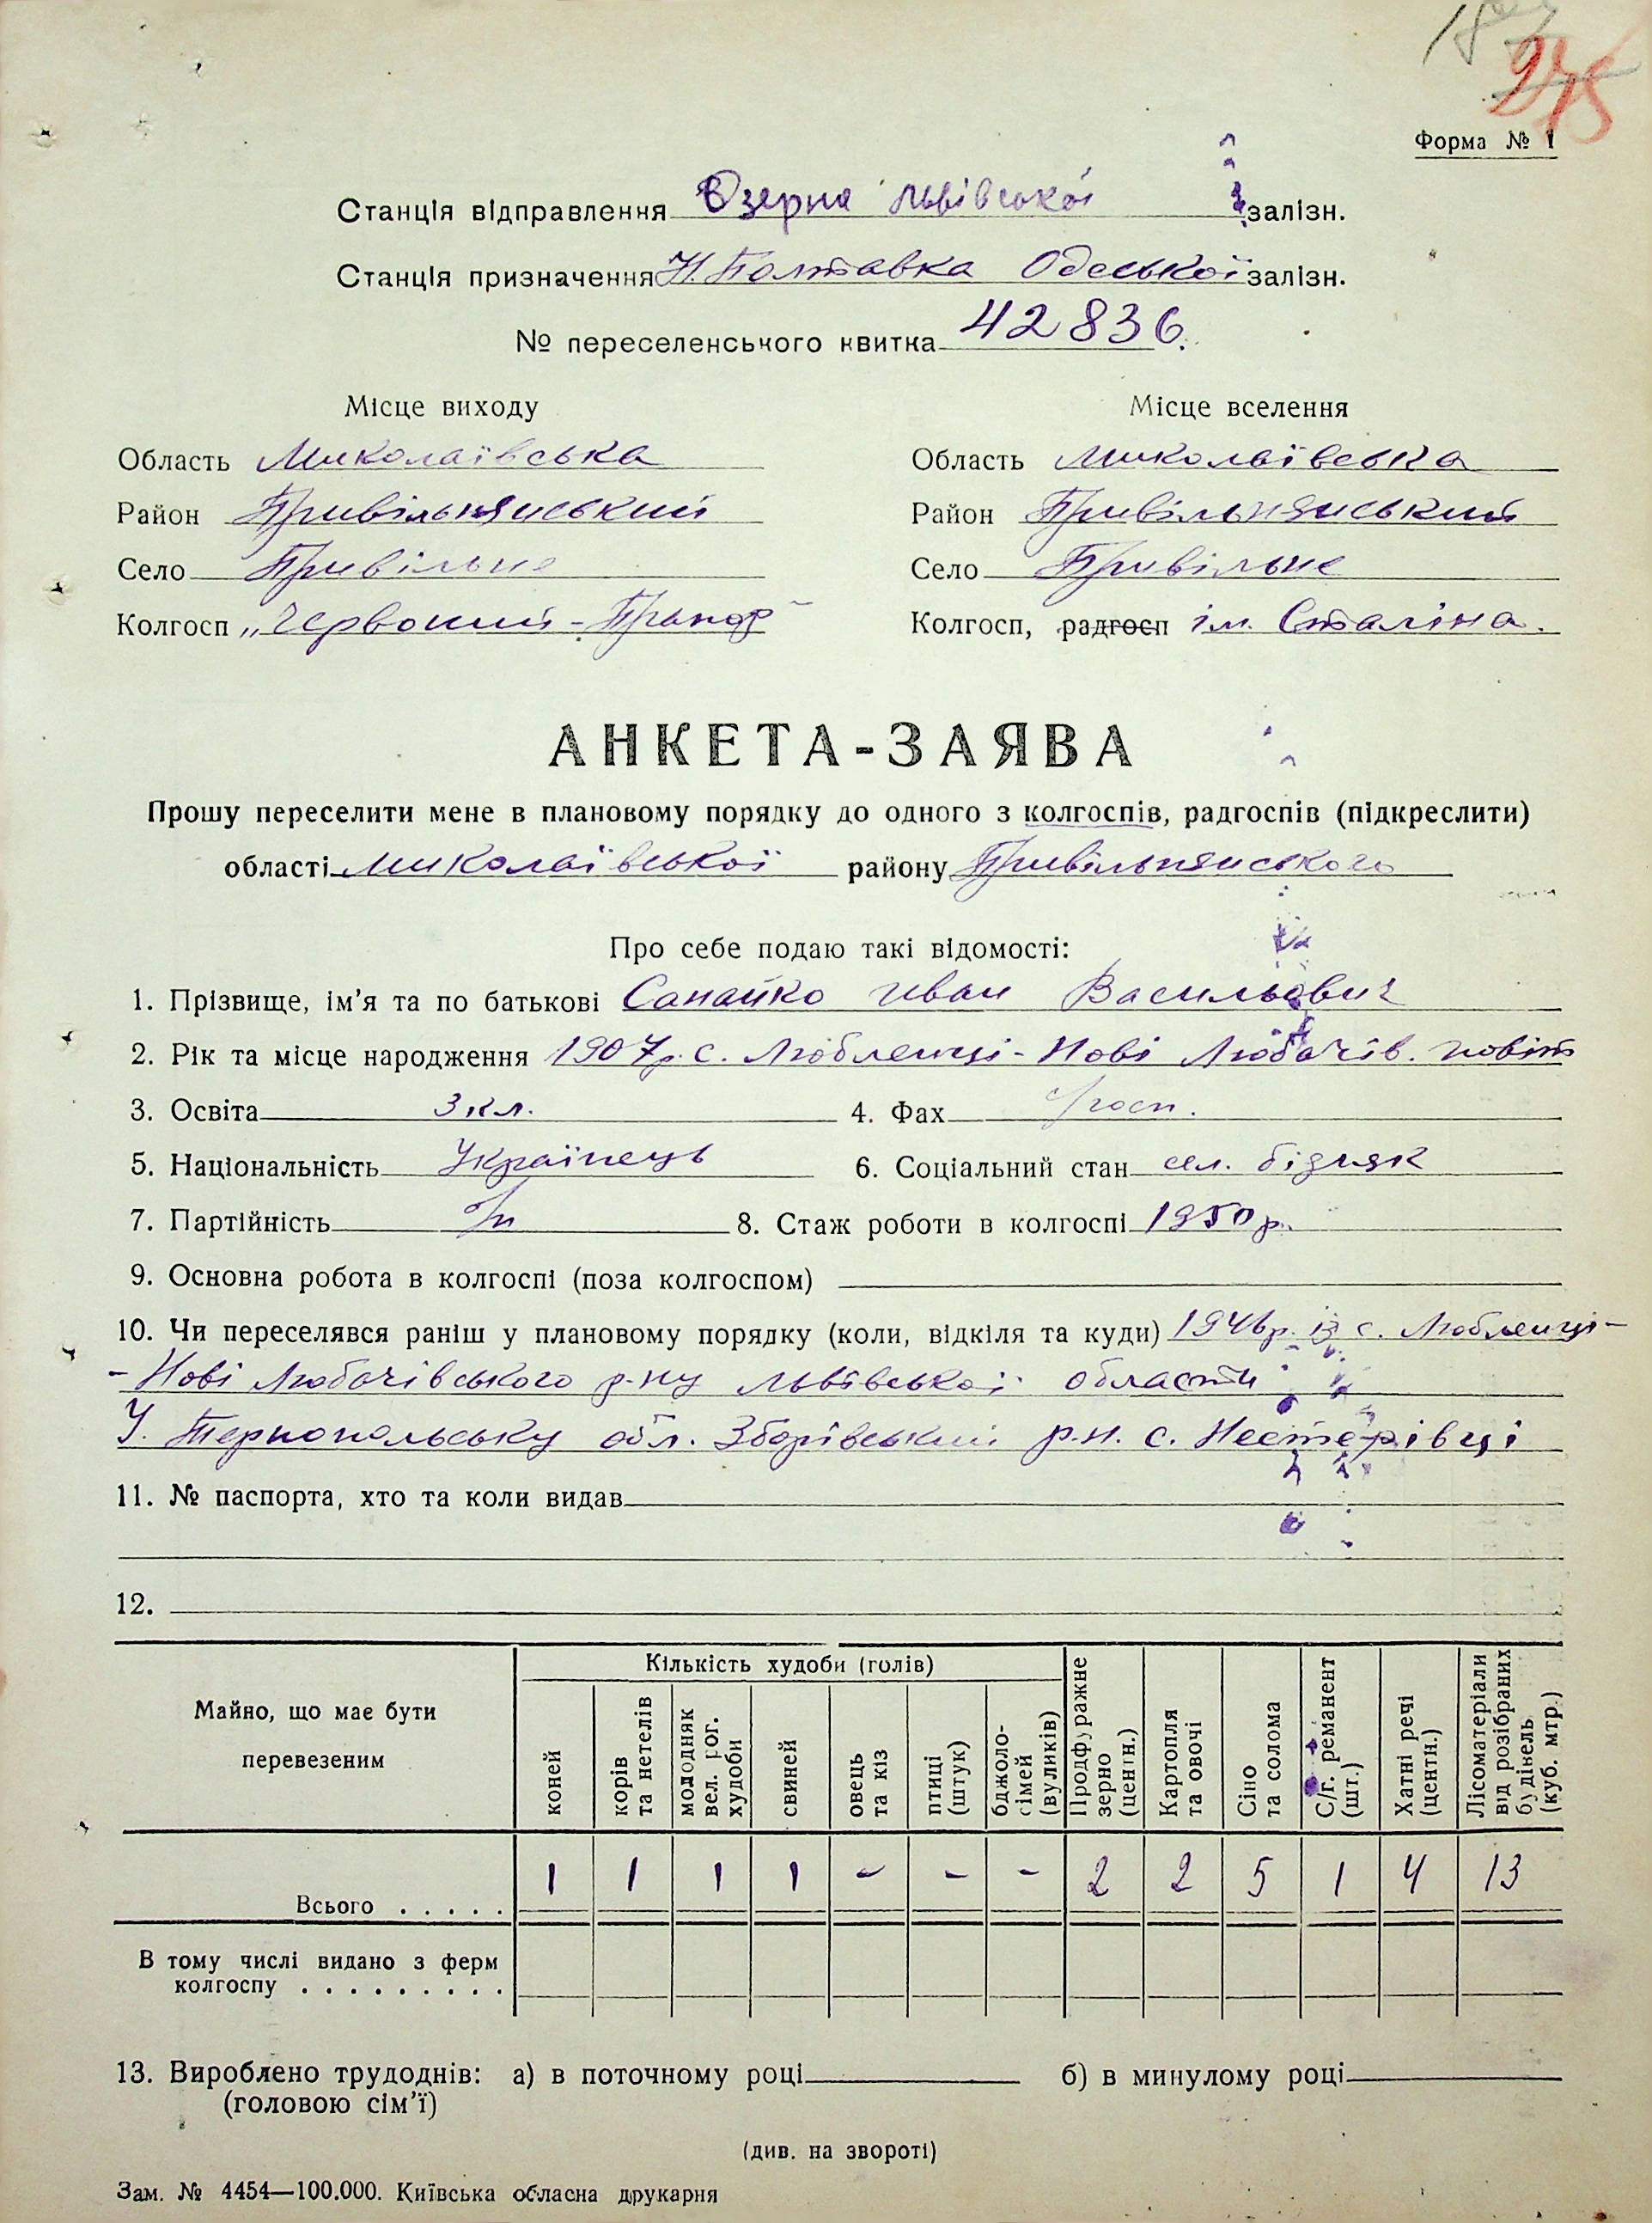 245
Форма № 1
Станція відправлення Озерна Львівської залізн.
Станція призначення Н. Полтавка Одеської залізн.
№ переселенського квитка 42836.
Місце виходу Місце вселення
Область Миколаївська Область Миколаївська
Район Привільнянський Район Привільнянський
Село Привільне Село Привільне
Колгосп „Червоний-Прапор" Колгосп, радгосп ім. Сталіна.
АНКЕТА-ЗАЯВА
Прошу переселити мене в плановому порядку до одного з колгоспів, радгоспів (підкреслити)
області Миколаївської району Привільнянського
Про себе подаю такі відомості:
1. Прізвище, ім'я та по батькові Сапайко Иван Васильович
2. Рік та місце народження 1907 р. с. Любленці-Нові Любачів. повіт
3. Освіта 3 кл. 4. Фах
5. Національність Українець 6. Соціальний стан сел. бідняк
7. Партійність б/п 8. Стаж роботи в колгоспі 1950 р.
9. Основна робота в колгоспі (поза колгоспом)
10. Чи переселявся раніш у плановому порядку (коли, відкіля та куди) 1946 р. із с. Любленці-
-Нові Любачівського р-ну Львівської области
У. Тернопольську обл. Зборівський р.н. с. Нестерівці
11. № паспорта, хто та коли видав
12.
Майно, що має бути перевезеним
Кількість худоби (голів)
коней
корів та нетелів
молодняк вел. рог. худоби
свиней
овець та кіз
птиці (штук)
бджоло-сімей (вуликів)
Продфуражне зерно (центн.)
Картопля та овочі
Сіно та солома
С/г. реманент (шт.)
Хатні речі (центн.)
Лісоматеріали від розібраних будівель (куб. мтр.)
Всього . . . . . 1 1 1 1 - - - 2 2 5 1 4 13
В тому числі видано з ферм
колгоспу . . . . . . . . .
13. Вироблено трудоднів: а) в поточному році б) в минулому році
(головою сім'ї)
(див. на звороті)
Зам. № 4454—100.000. Київська обласна друкарня